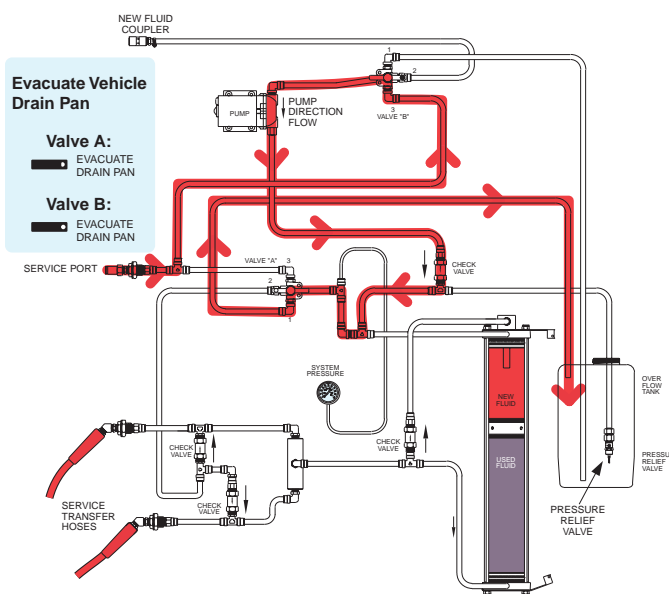 NEW FLUID
COUPLER
Evacuate Vehicle
Drain Pan
Valve A:
EVACUATE
DRAIN PAN
Valve B:
EVACUATE
DRAIN PAN
PUMP
PUMP
DIRECTION
FLOW
1
2
3
VALVE "B"
SERVICE PORT
VALVE "A"
3
2
1
CHECK
VALVE
SYSTEM
PRESSURE
NEW
FLUID
USED
FLUID
OVER
FLOW
TANK
PRESSU
RELIEF
VALVE
PRESSURE
RELIEF
VALVE
CHECK
VALVE
CHECK
VALVE
CHECK
VALVE
SERVICE
TRANSFER
HOSES